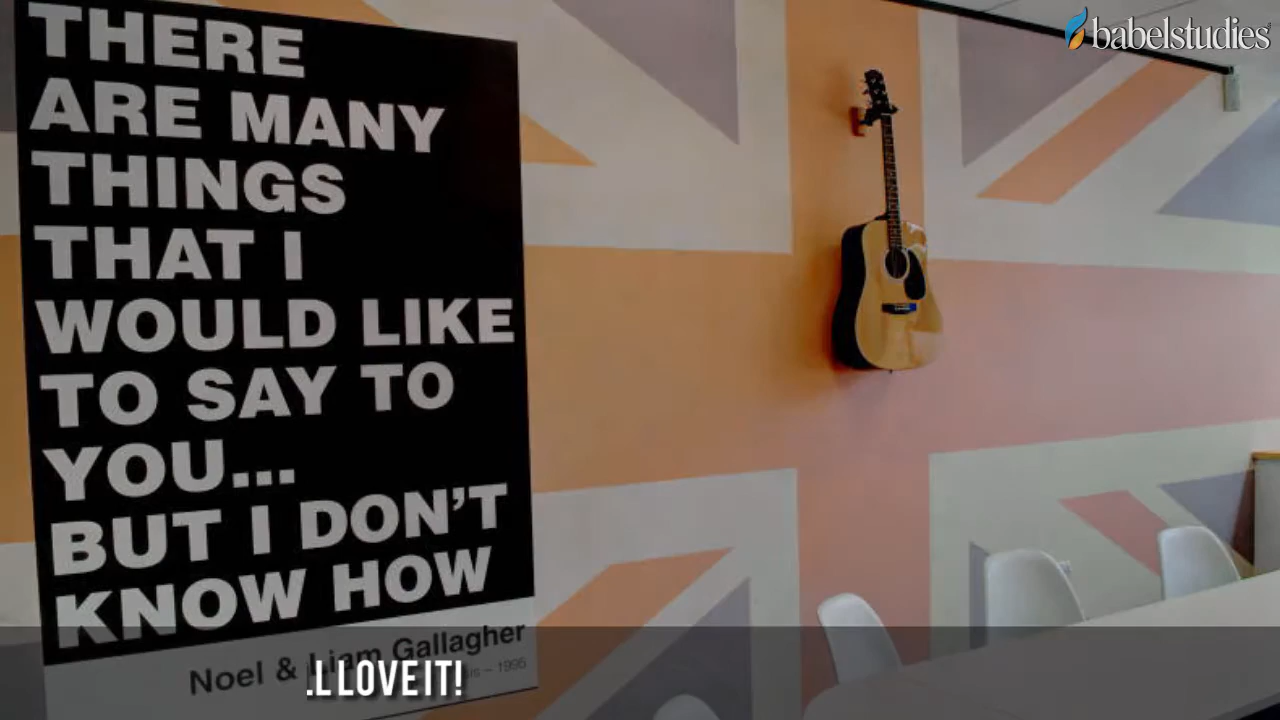 THERE
ARE MANY
THINGS
THAT I
WOULD LIKE
TO SAY TO
YOU...
BUT I DON'T
KNOW HOW
Noel & Liam Gallagher
– 1995
.L LOVE IT!
babelstudies